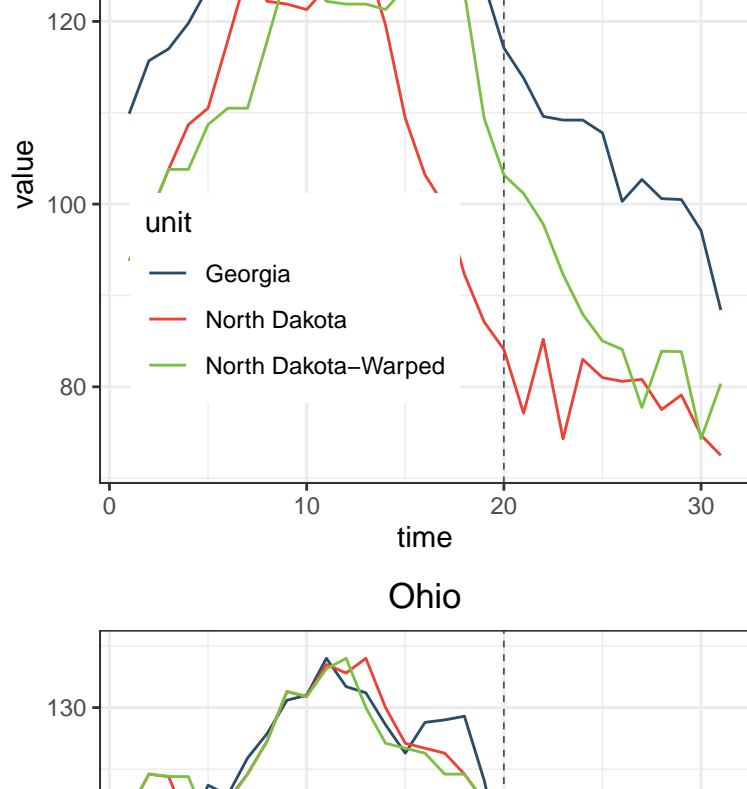 120
100
80
value
unit
Georgia
North Dakota
North Dakota–Warped
0 10 20 30
time
Ohio
130